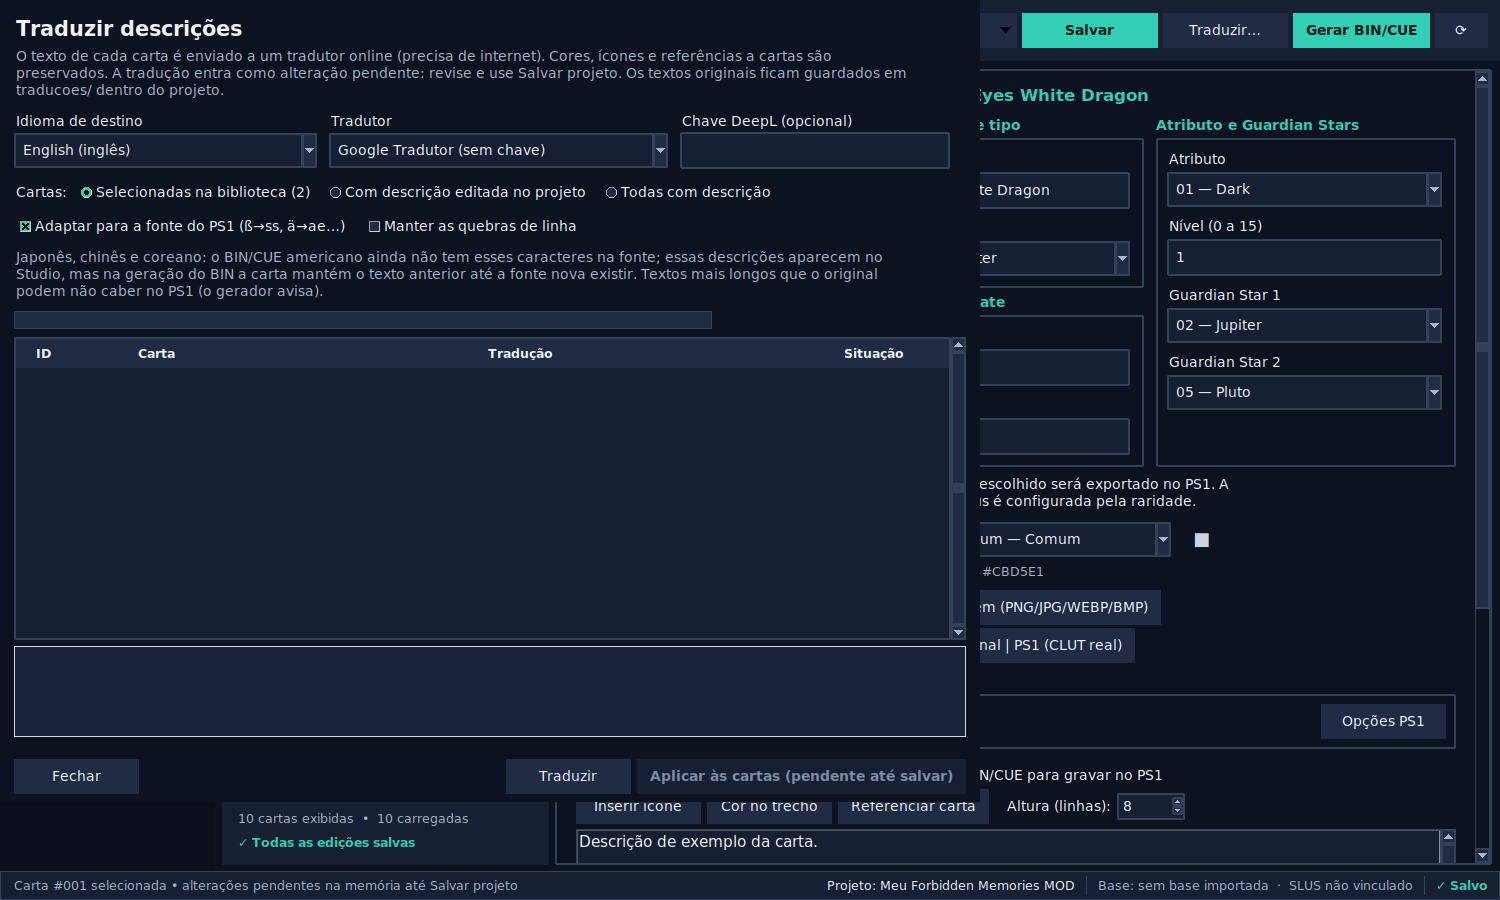 Traduzir descrições
O texto de cada carta é enviado a um tradutor online (precisa de internet). Cores, ícones e referências a cartas são
preservados. A tradução entra como alteração pendente: revise e use Salvar projeto. Os textos originais ficam guardados em
traducoes/ dentro do projeto.
Idioma de destino
Tradutor
Chave DeepL (opcional)
English (inglês)
Google Tradutor (sem chave)
Cartas:
Selecionadas na biblioteca (2)
Com descrição editada no projeto
Todas com descrição
Adaptar para a fonte do PS1 (ß→ss, ä→ae...)
Manter as quebras de linha
Japonês, chinês e coreano: o BIN/CUE americano ainda não tem esses caracteres na fonte; essas descrições aparecem no
Studio, mas na geração do BIN a carta mantém o texto anterior até a fonte nova existir. Textos mais longos que o original
podem não caber no PS1 (o gerador avisa).
ID
Carta
Tradução
Situação
Fechar
Traduzir
Aplicar às cartas (pendente até salvar)
Salvar
Traduzir...
Gerar BIN/CUE
⟳
Eyes White Dragon
e tipo
te Dragon
ter
ate
Atributo e Guardian Stars
Atributo
01 — Dark
Nível (0 a 15)
1
Guardian Star 1
02 — Jupiter
Guardian Star 2
05 — Pluto
escolhido será exportado no PS1. A
us é configurada pela raridade.
um — Comum
#CBD5E1
em (PNG/JPG/WEBP/BMP)
nal | PS1 (CLUT real)
Opções PS1
N/CUE para gravar no PS1
Inserir ícone
Cor no trecho
Referenciar carta
Altura (linhas):
8
Descrição de exemplo da carta.
10 cartas exibidas • 10 carregadas
✓ Todas as edições salvas
Carta #001 selecionada • alterações pendentes na memória até Salvar projeto
Projeto: Meu Forbidden Memories MOD
Base: sem base importada · SLUS não vinculado
✓ Salvo